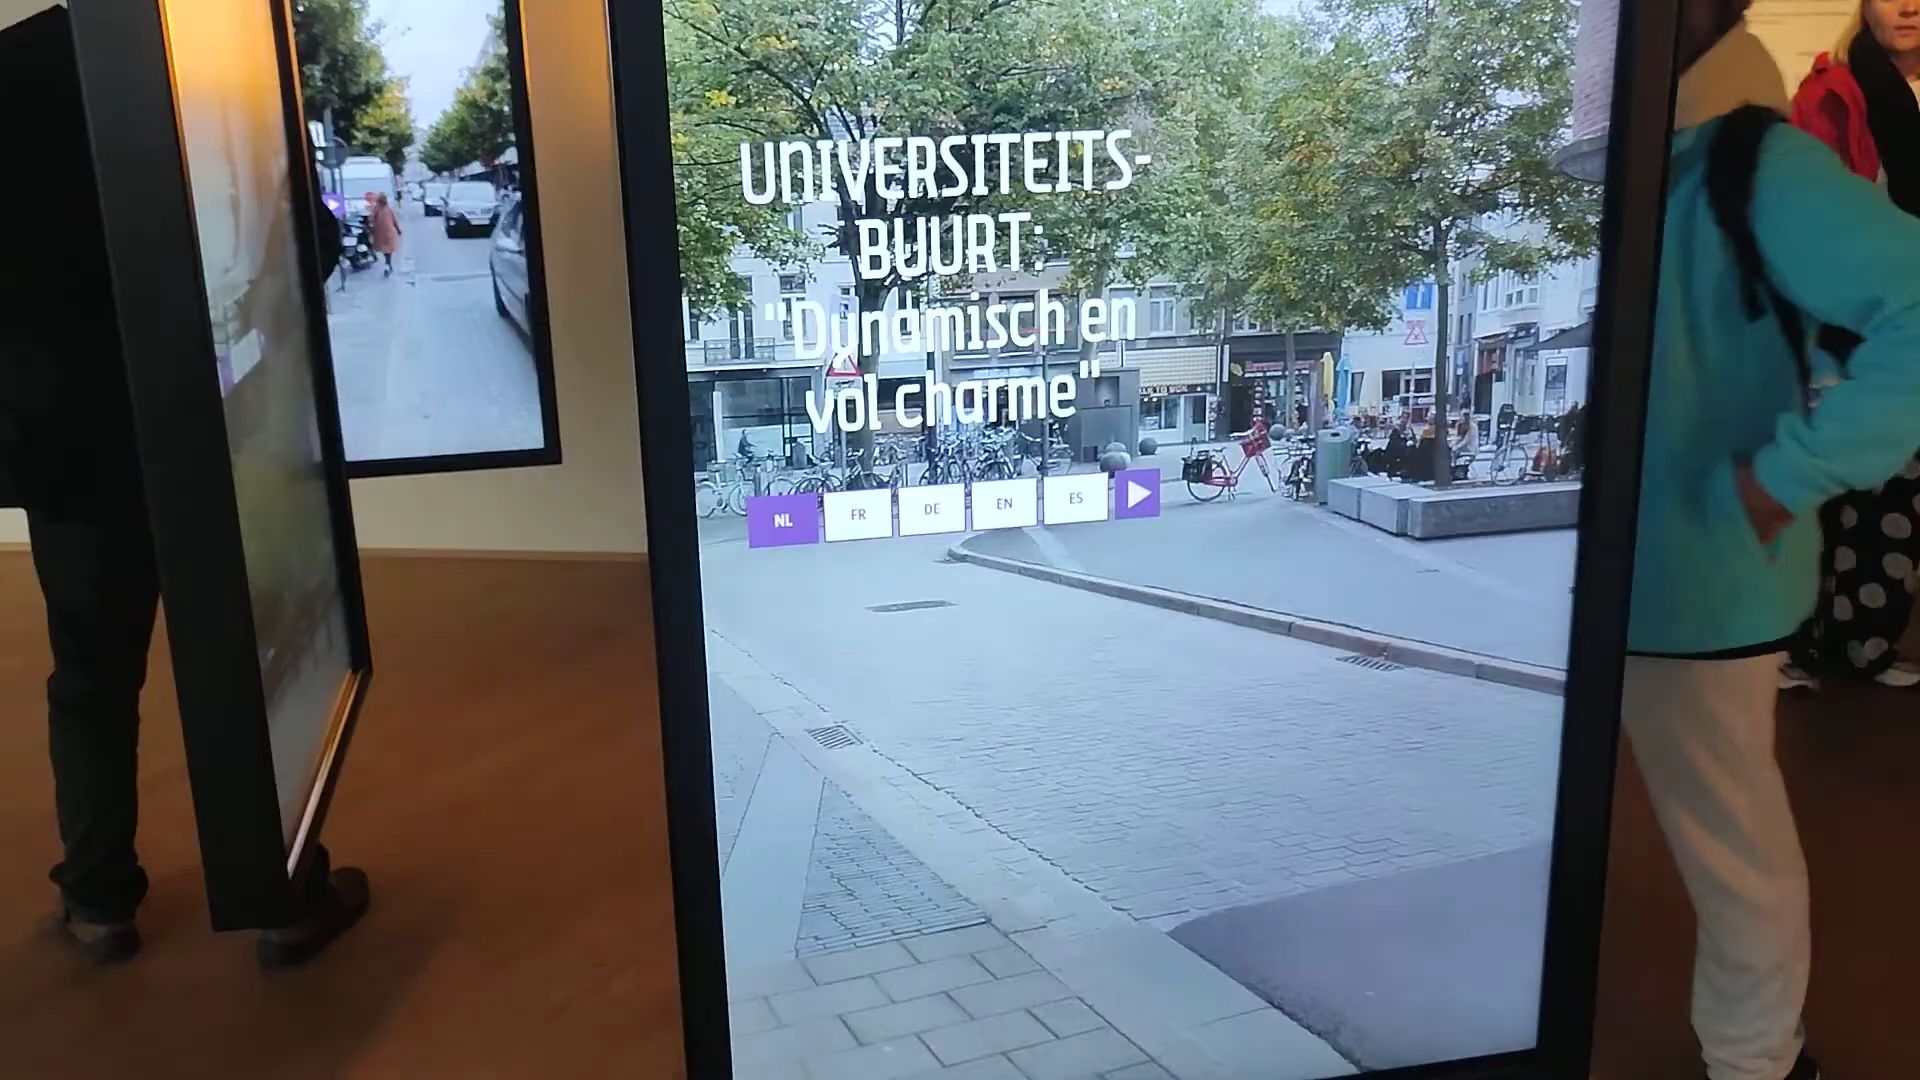 UNIVERSITEITS-
BUURT:
"Dynamisch en
vol charme"
NL FR DE EN ES